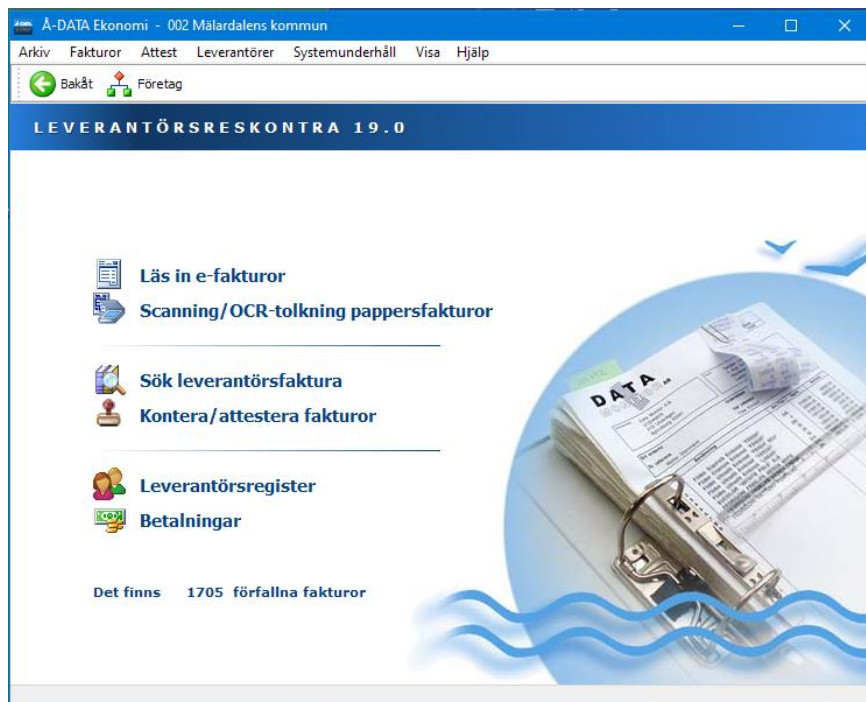 Å-DATA Ekonomi - 002 Mälardalens kommun
Arkiv Fakturor Attest Leverantörer Systemunderhåll Visa Hjälp
Bakåt Företag
LEVERANTÖRSRESKONTRA 19.0
Läs in e-fakturor
Scanning/OCR-tolkning pappersfakturor
Sök leverantörsfaktura
Kontera/attestera fakturor
Leverantörsregister
Betalningar
Det finns 1705 förfallna fakturor
DATA